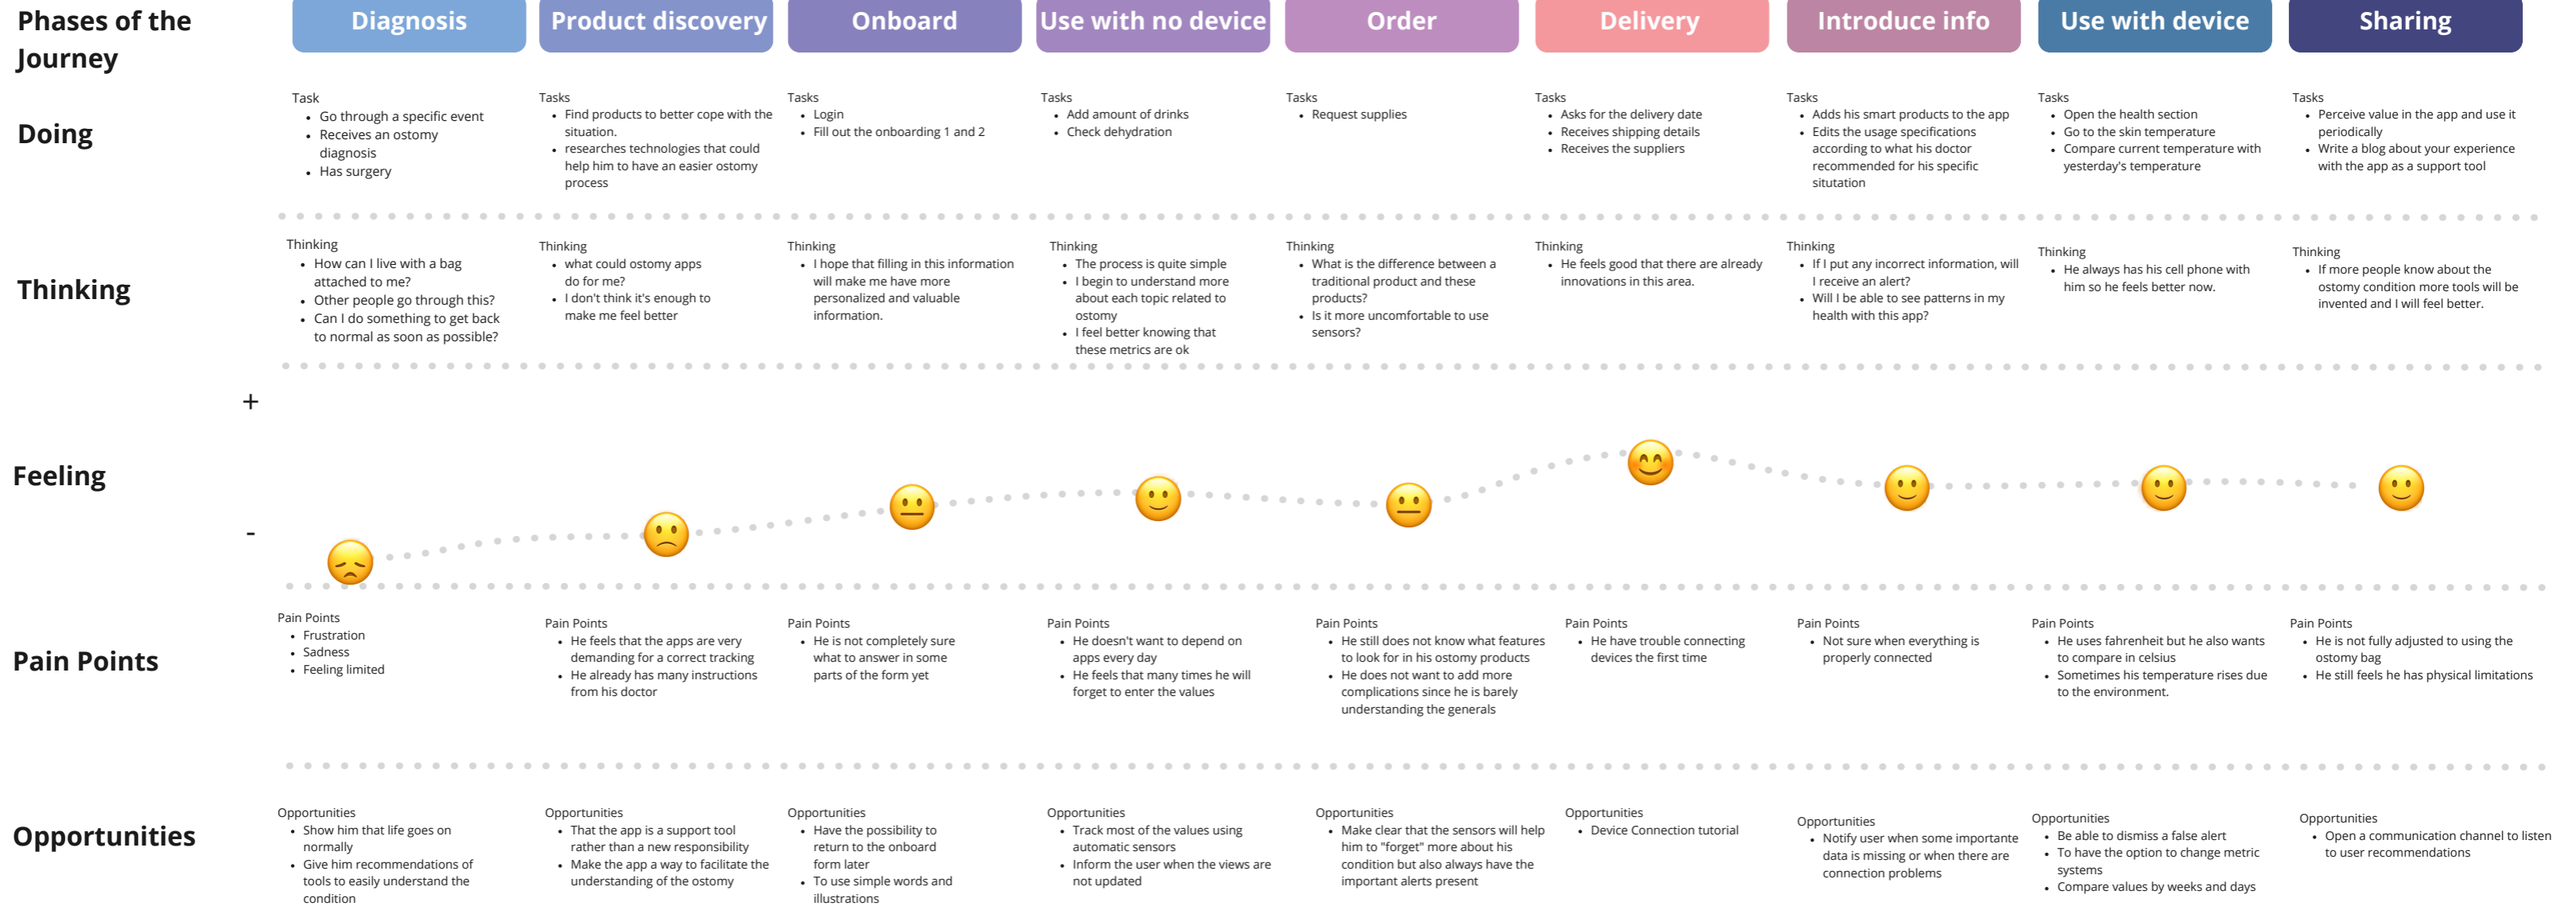 Phases of the
Journey
Diagnosis
Product discovery
Onboard
Use with no device
Order
Delivery
Introduce info
Use with device
Sharing
Doing
Task
• Go through a specific event
• Receives an ostomy
diagnosis
• Has surgery
Tasks
• Find products to better cope with the
situation.
• researches technologies that could
help him to have an easier ostomy
process
Tasks
• Login
• Fill out the onboarding 1 and 2
Tasks
• Add amount of drinks
• Check dehydration
Tasks
• Request supplies
Tasks
• Asks for the delivery date
• Receives shipping details
• Receives the suppliers
Tasks
• Adds his smart products to the app
• Edits the usage specifications
according to what his doctor
recommended for his specific
situtation
Tasks
• Open the health section
• Go to the skin temperature
• Compare current temperature with
yesterday's temperature
Tasks
• Perceive value in the app and use it
periodically
• Write a blog about your experience
with the app as a support tool
Thinking
Thinking
• How can I live with a bag
attached to me?
• Other people go through this?
• Can I do something to get back
to normal as soon as possible?
Thinking
• what could ostomy apps
do for me?
• I don't think it's enough to
make me feel better
Thinking
• I hope that filling in this information
will make me have more
personalized and valuable
information.
Thinking
• The process is quite simple
• I begin to understand more
about each topic related to
ostomy
• I feel better knowing that
these metrics are ok
Thinking
• What is the difference between a
traditional product and these
products?
• Is it more uncomfortable to use
sensors?
Thinking
• He feels good that there are already
innovations in this area.
Thinking
• If I put any incorrect information, will
I receive an alert?
• Will I be able to see patterns in my
health with this app?
Thinking
• He always has his cell phone with
him so he feels better now.
Thinking
• If more people know about the
ostomy condition more tools will be
invented and I will feel better.
+
Feeling
-
Pain Points
Pain Points
• Frustration
• Sadness
• Feeling limited
Pain Points
• He feels that the apps are very
demanding for a correct tracking
• He already has many instructions
from his doctor
Pain Points
• He is not completely sure
what to answer in some
parts of the form yet
Pain Points
• He doesn't want to depend on
apps every day
• He feels that many times he will
forget to enter the values
Pain Points
• He still does not know what features
to look for in his ostomy products
• He does not want to add more
complications since he is barely
understanding the generals
Pain Points
• He have trouble connecting
devices the first time
Pain Points
• Not sure when everything is
properly connected
Pain Points
• He uses fahrenheit but he also wants
to compare in celsius
• Sometimes his temperature rises due
to the environment.
Pain Points
• He is not fully adjusted to using the
ostomy bag
• He still feels he has physical limitations
Opportunities
Opportunities
• Show him that life goes on
normally
• Give him recommendations of
tools to easily understand the
condition
Opportunities
• That the app is a support tool
rather than a new responsibility
• Make the app a way to facilitate the
understanding of the ostomy
Opportunities
• Have the possibility to
return to the onboard
form later
• To use simple words and
illustrations
Opportunities
• Track most of the values using
automatic sensors
• Inform the user when the views are
not updated
Opportunities
• Make clear that the sensors will help
him to "forget" more about his
condition but also always have the
important alerts present
Opportunities
• Device Connection tutorial
Opportunities
• Notify user when some importante
data is missing or when there are
connection problems
Opportunities
• Be able to dismiss a false alert
• To have the option to change metric
systems
• Compare values by weeks and days
Opportunities
• Open a communication channel to listen
to user recommendations